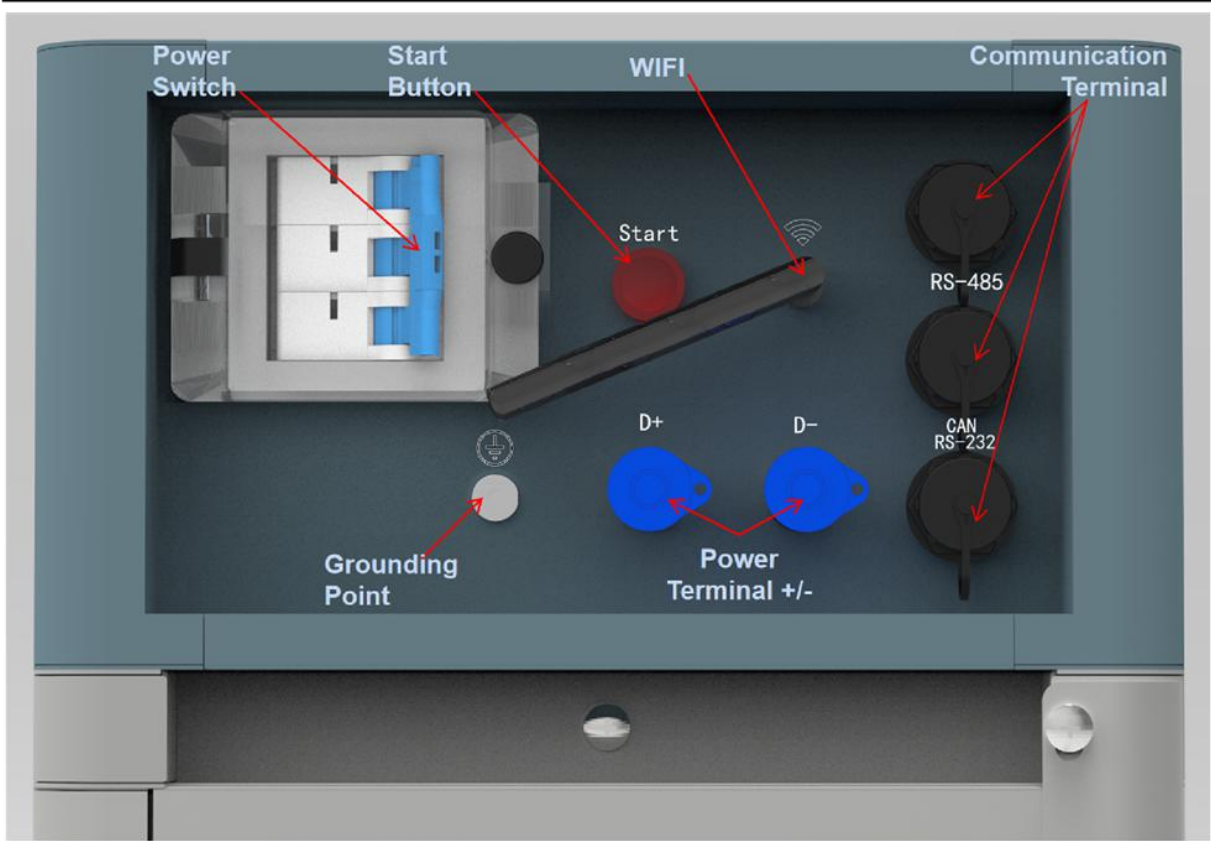 Power
Switch
Start
Button
WIFI
Communication
Terminal
Start
RS-485
D+
D-
CAN
RS-232
Grounding
Point
Power
Terminal +/-